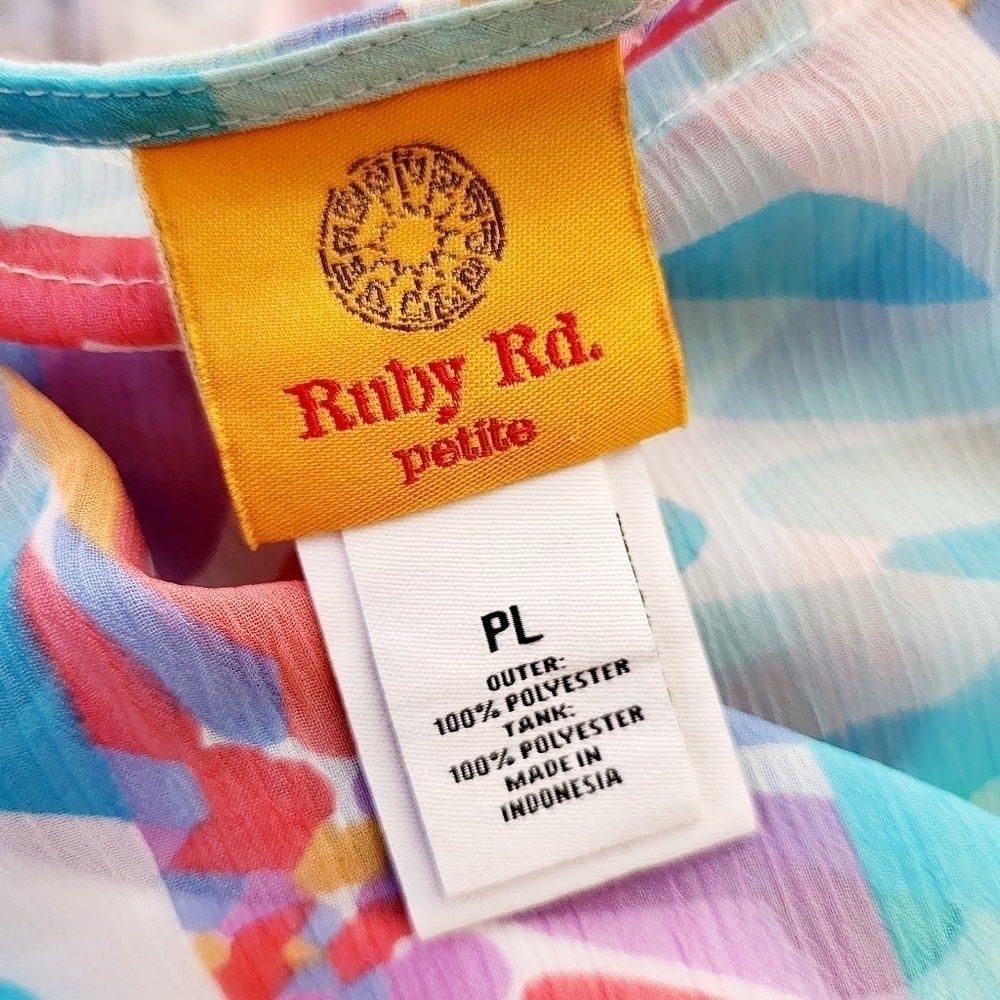 Ruby Rd.
petite
PL
OUTER:
100% POLYESTER
TANK:
100% POLYESTER
MADE IN
INDONESIA